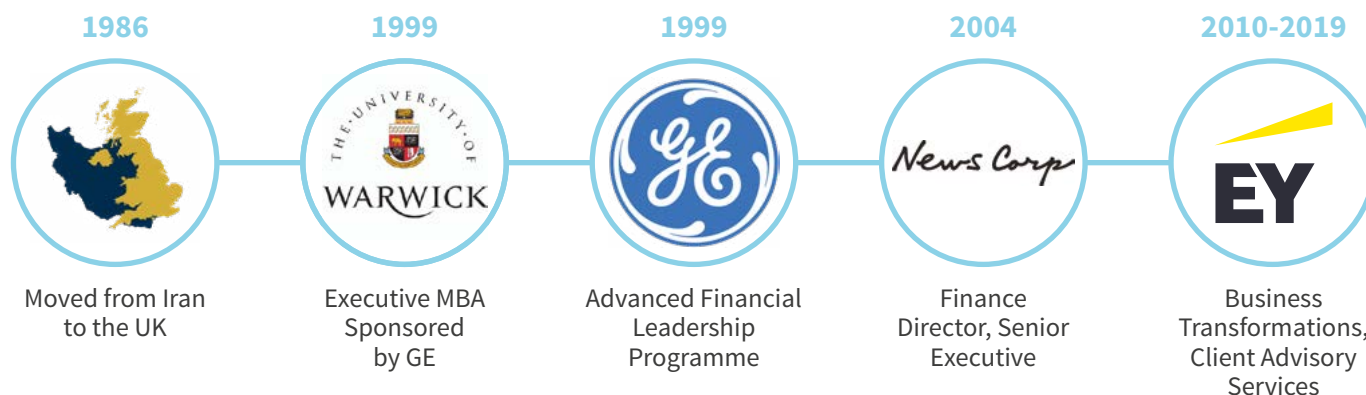 1986
1999
1999
2004
2010-2019
THE·UNIVERSITY·OF
WARWICK
GE
News Corp
EY
Moved from Iran
to the UK
Executive MBA
Sponsored
by GE
Advanced Financial
Leadership
Programme
Finance
Director, Senior
Executive
Business
Transformations,
Client Advisory
Services